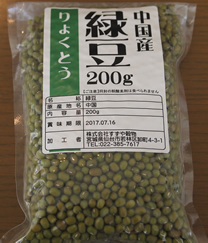 中国産
緑豆
りょくとう
200g
名　　称 緑豆
原産地名 中国
内 容 量 200g
賞味期限 2017.07.16
株式会社すずや穀物
宮城県仙台市若林区卸町4-3-1
TEL:022-385-7617